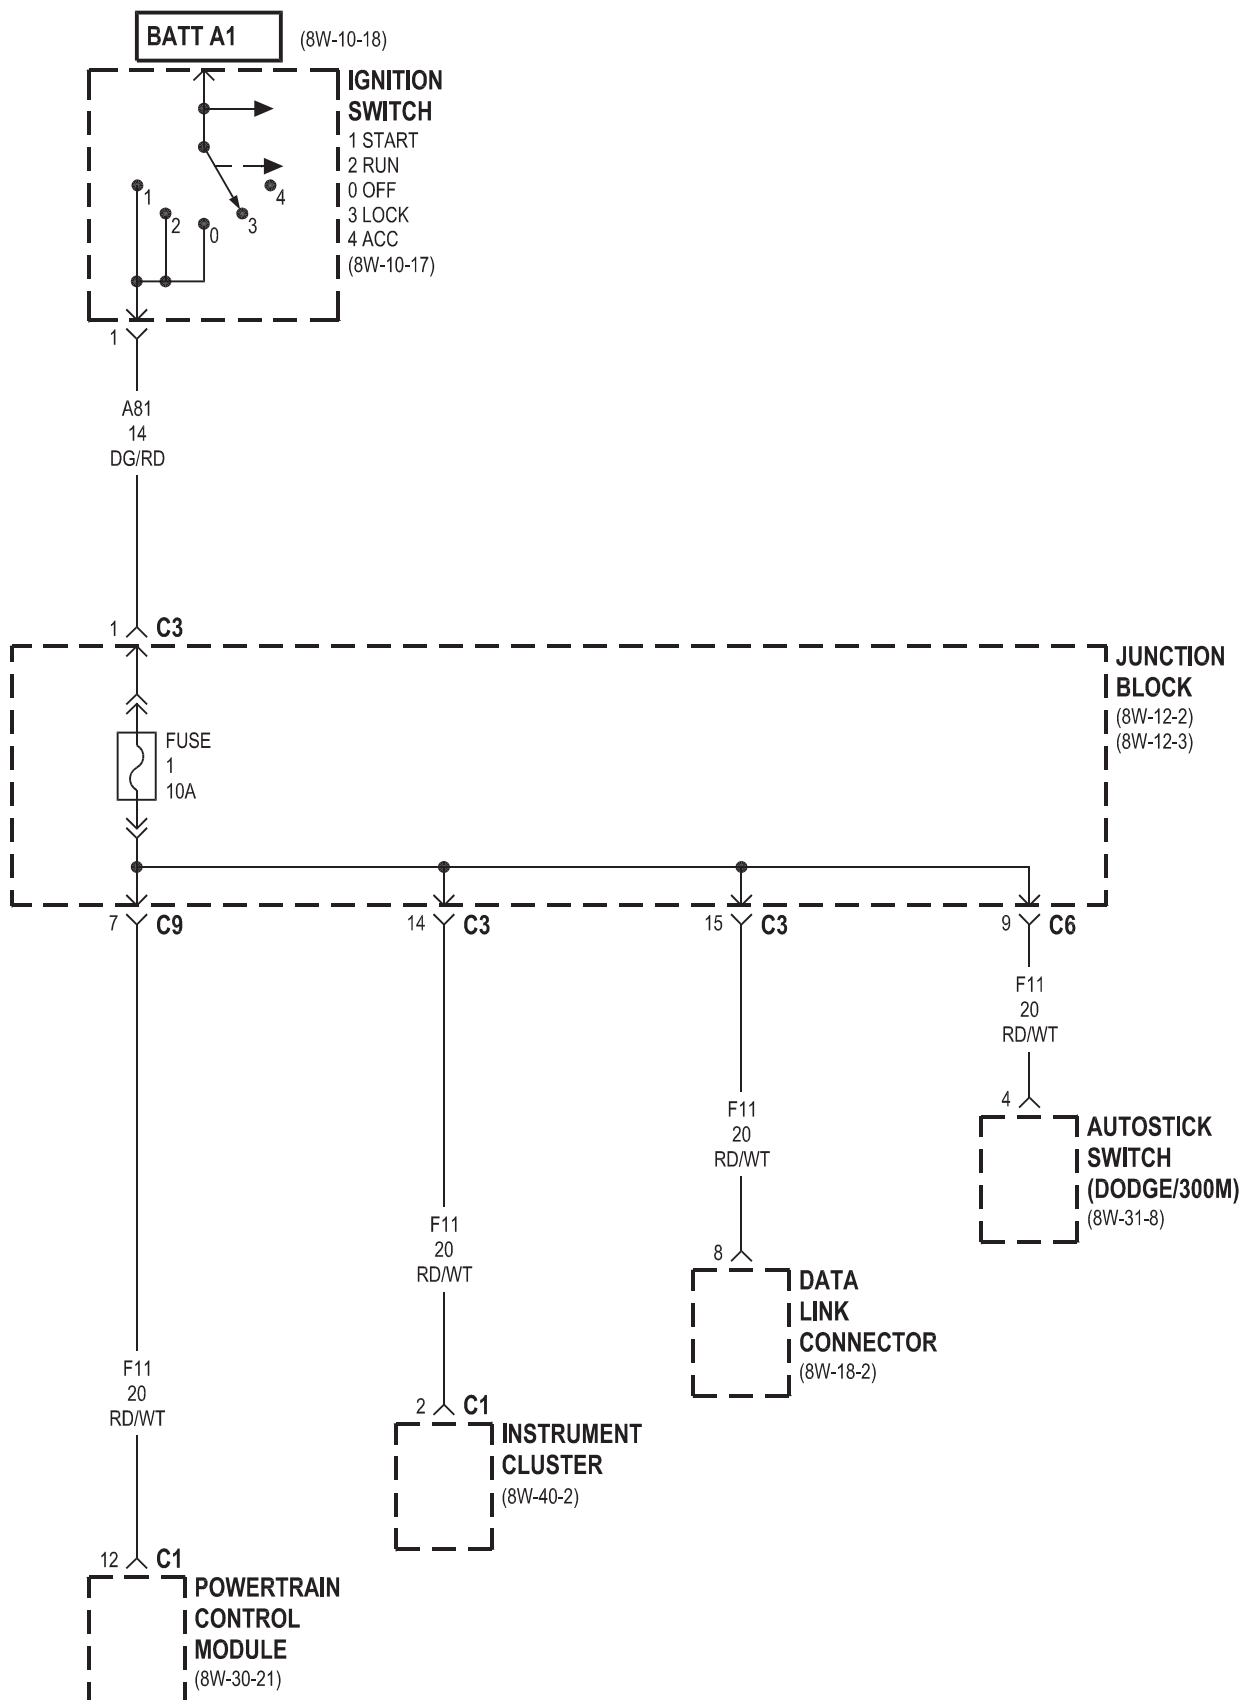 BATT A1
(8W-10-18)
IGNITION
SWITCH
1 START
2 RUN
0 OFF
3 LOCK
4 ACC
(8W-10-17)
1
2
0
3
4
1
A81
14
DG/RD
1
C3
JUNCTION
BLOCK
(8W-12-2)
(8W-12-3)
FUSE
1
10A
7
C9
14
C3
15
C3
9
C6
F11
20
RD/WT
4
AUTOSTICK
SWITCH
(DODGE/300M)
(8W-31-8)
F11
20
RD/WT
8
DATA
LINK
CONNECTOR
(8W-18-2)
F11
20
RD/WT
2
C1
INSTRUMENT
CLUSTER
(8W-40-2)
F11
20
RD/WT
12
C1
POWERTRAIN
CONTROL
MODULE
(8W-30-21)